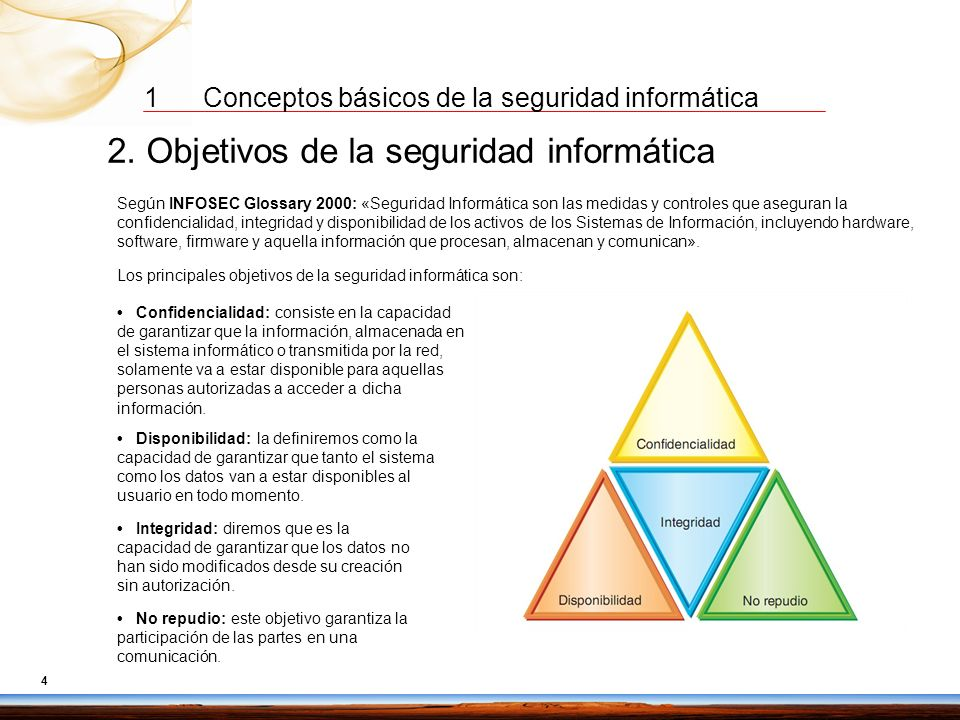 1 Conceptos básicos de la seguridad informática
2. Objetivos de la seguridad informática
Según INFOSEC Glossary 2000: «Seguridad Informática son las medidas y controles que aseguran la
confidencialidad, integridad y disponibilidad de los activos de los Sistemas de Información, incluyendo hardware,
software, firmware y aquella información que procesan, almacenan y comunican».
Los principales objetivos de la seguridad informática son:
• Confidencialidad: consiste en la capacidad
de garantizar que la información, almacenada en
el sistema informático o transmitida por la red,
solamente va a estar disponible para aquellas
personas autorizadas a acceder a dicha
información.
• Disponibilidad: la definiremos como la
capacidad de garantizar que tanto el sistema
como los datos van a estar disponibles al
usuario en todo momento.
• Integridad: diremos que es la
capacidad de garantizar que los datos no
han sido modificados desde su creación
sin autorización.
• No repudio: este objetivo garantiza la
participación de las partes en una
comunicación.
Confidencialidad
Integridad
Disponibilidad
No repudio
4